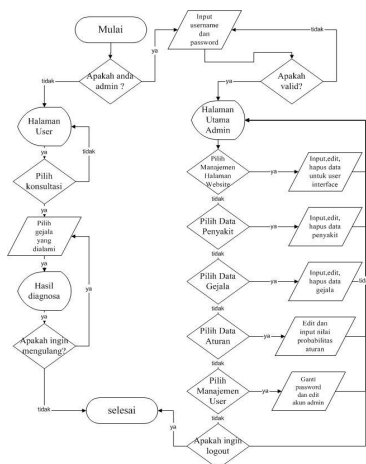 Mulai
Input
username
dan
password
ya
tidak
Apakah anda
admin ?
tidak
ya
Apakah
valid?
Halaman
User
tidak
ya
Pilih
konsultasi
ya
Pilih
gejala
yang
dialami
ya
Hasil
diagnosa
ya
ya
Apakah ingin
mengulang?
tidak
Halaman
Utama
Admin
Pilih
Manajemen
Halaman
Website
ya
Input,edit,
hapus data
untuk user
interface
tidak
Pilih Data
Penyakit
ya
Input,edit,
hapus data
penyakit
tidak
Pilih Data
Gejala
ya
Input,edit,
hapus data
gejala
tidak
Pilih Data
Aturan
ya
Edit dan
input nilai
probabilitas
aturan
tidak
Pilih
Manajemen
User
ya
Ganti
password
dan edit
akun admin
tidak
Apakah ingin
logout
ya
selesai